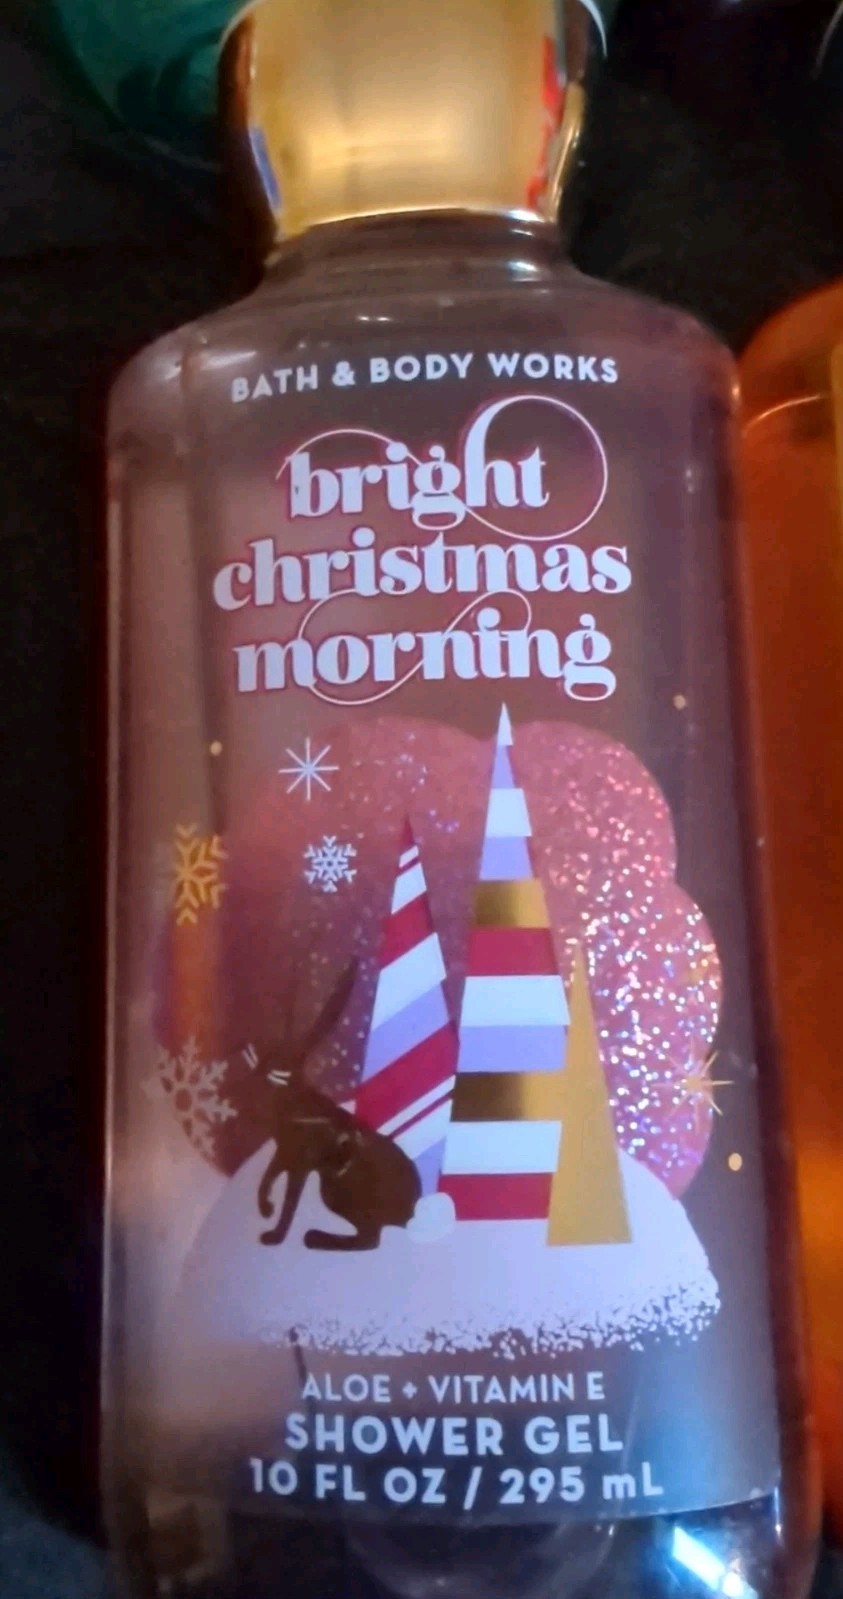 BATH & BODY WORKS
bright
christmas
morning
ALOE + VITAMIN E
SHOWER GEL
10 FL OZ / 295 mL